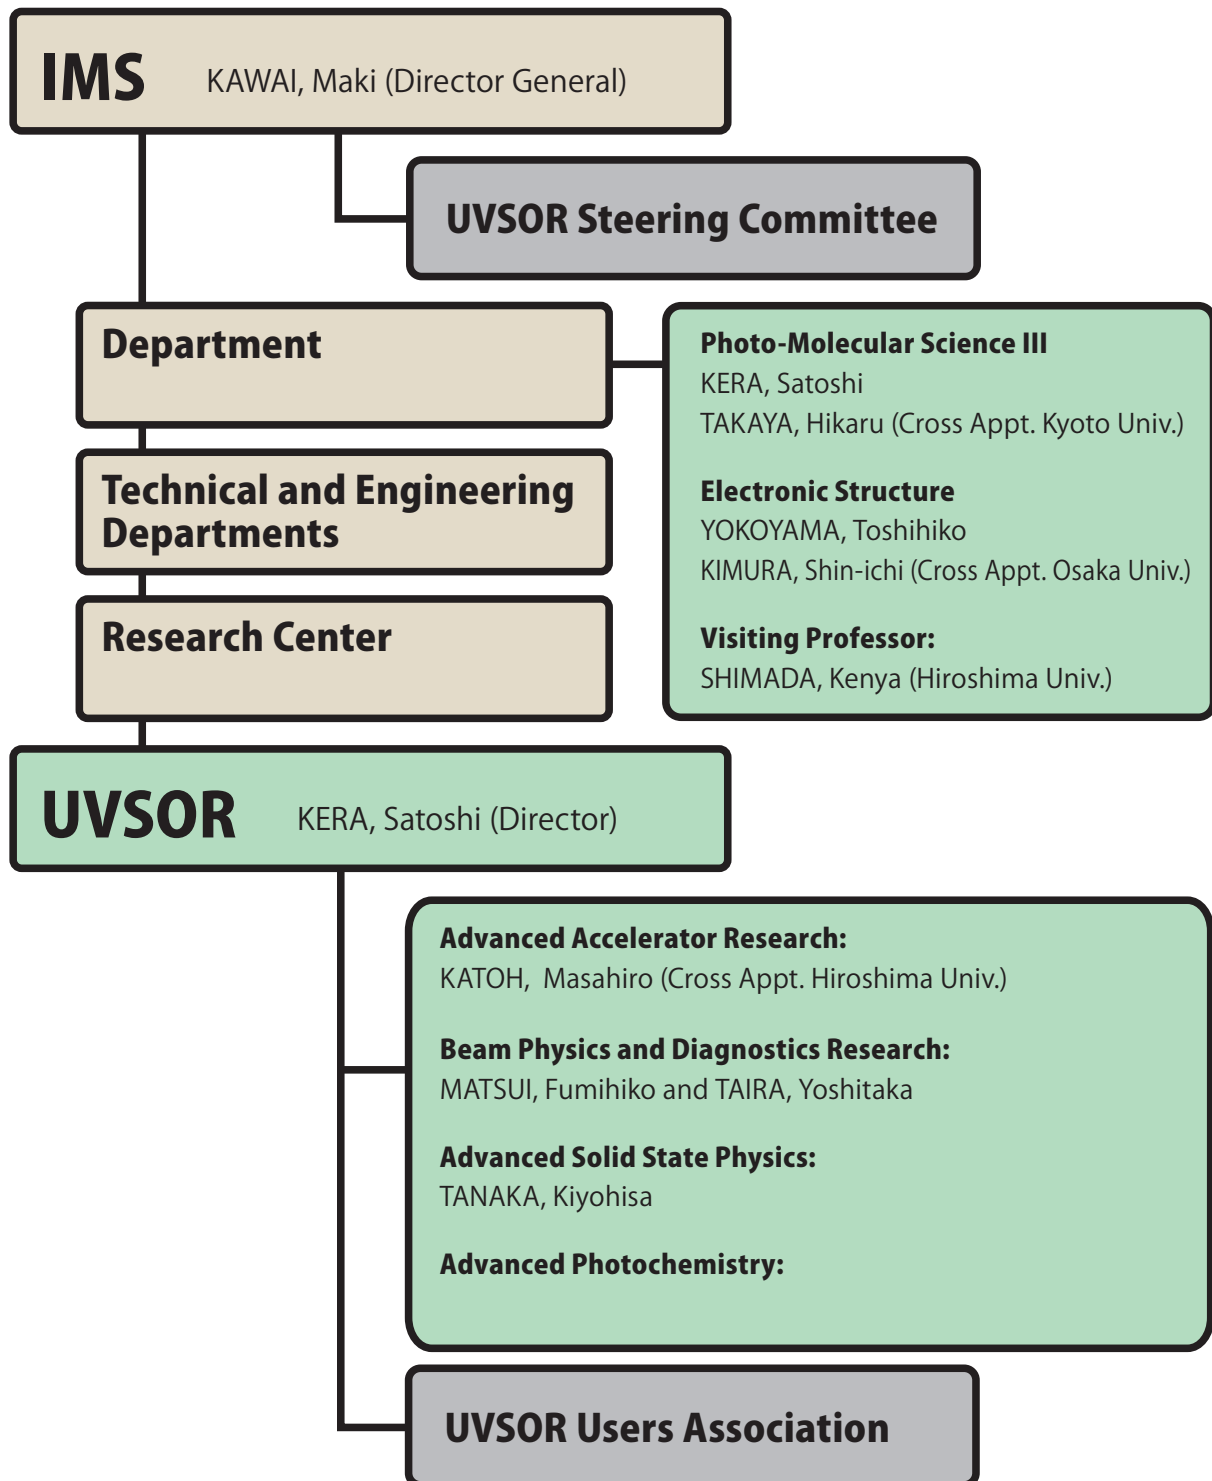 IMS KAWAI, Maki (Director General)
UVSOR Steering Committee
Department
Photo-Molecular Science III
KERA, Satoshi
TAKAYA, Hikaru (Cross Appt. Kyoto Univ.)
Electronic Structure
YOKOYAMA, Toshihiko
KIMURA, Shin-ichi (Cross Appt. Osaka Univ.)
Visiting Professor:
SHIMADA, Kenya (Hiroshima Univ.)
Technical and Engineering
Departments
Research Center
UVSOR KERA, Satoshi (Director)
Advanced Accelerator Research:
KATOH, Masahiro (Cross Appt. Hiroshima Univ.)
Beam Physics and Diagnostics Research:
MATSUI, Fumihiko and TAIRA, Yoshitaka
Advanced Solid State Physics:
TANAKA, Kiyohisa
Advanced Photochemistry:
UVSOR Users Association